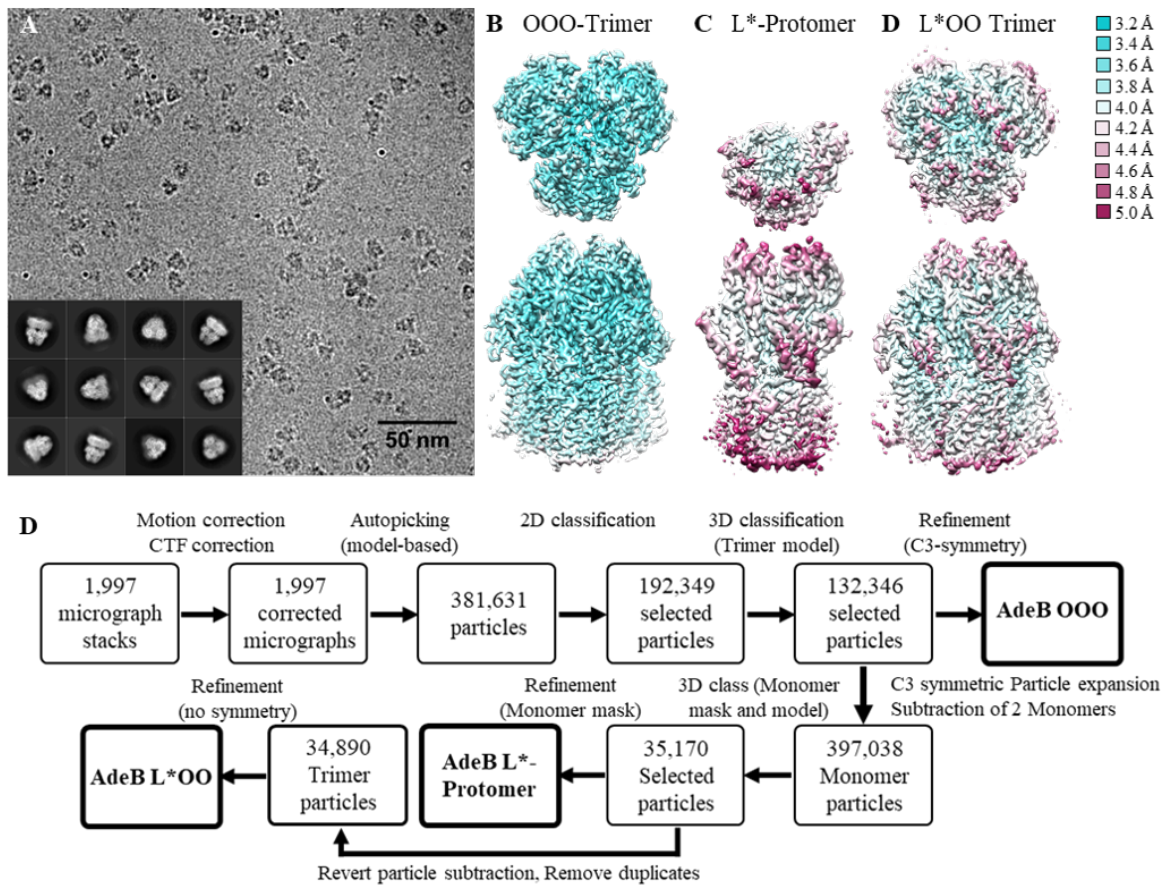 A
50 nm
B OOO-Trimer
C L*-Protomer
D L*OO Trimer
3.2 Å
3.4 Å
3.6 Å
3.8 Å
4.0 Å
4.2 Å
4.4 Å
4.6 Å
4.8 Å
5.0 Å
D
Motion correction
CTF correction
Autopicking
(model-based)
2D classification
3D classification
(Trimer model)
Refinement
(C3-symmetry)
1,997
micrograph
stacks
1,997
corrected
micrographs
381,631
particles
192,349
selected
particles
132,346
selected
particles
AdeB OOO
Refinement
(no symmetry)
Refinement
(Monomer mask)
3D class (Monomer
mask and model)
C3 symmetric Particle expansion
Subtraction of 2 Monomers
AdeB L*OO
34,890
Trimer
particles
AdeB L*-
Protomer
35,170
Selected
particles
397,038
Monomer
particles
Revert particle subtraction, Remove duplicates